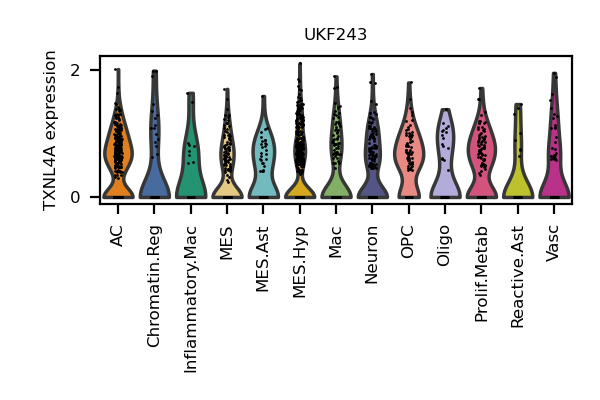 UKF243
TXNL4A expression
2
0
AC
Chromatin.Reg
Inflammatory.Mac
MES
MES.Ast
MES.Hyp
Mac
Neuron
OPC
Oligo
Prolif.Metab
Reactive.Ast
Vasc